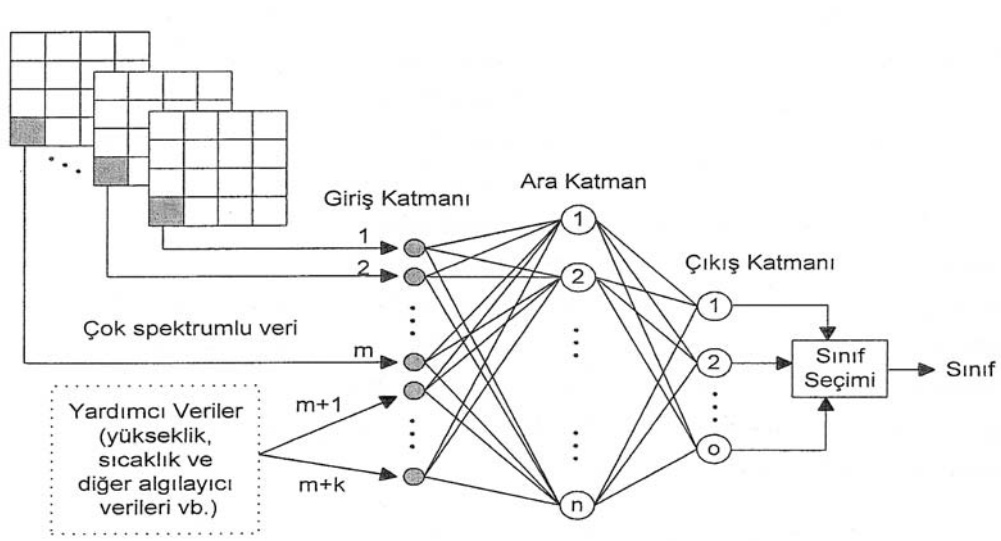 Giriş Katmanı
Ara Katman
Çıkış Katmanı
1
2
m
m+1
m+k
1
2
n
1
2
o
Çok spektrumlu veri
Yardımcı Veriler
(yükseklik,
sıcaklık ve
diğer algılayıcı
verileri vb.)
Sınıf
Seçimi
Sınıf